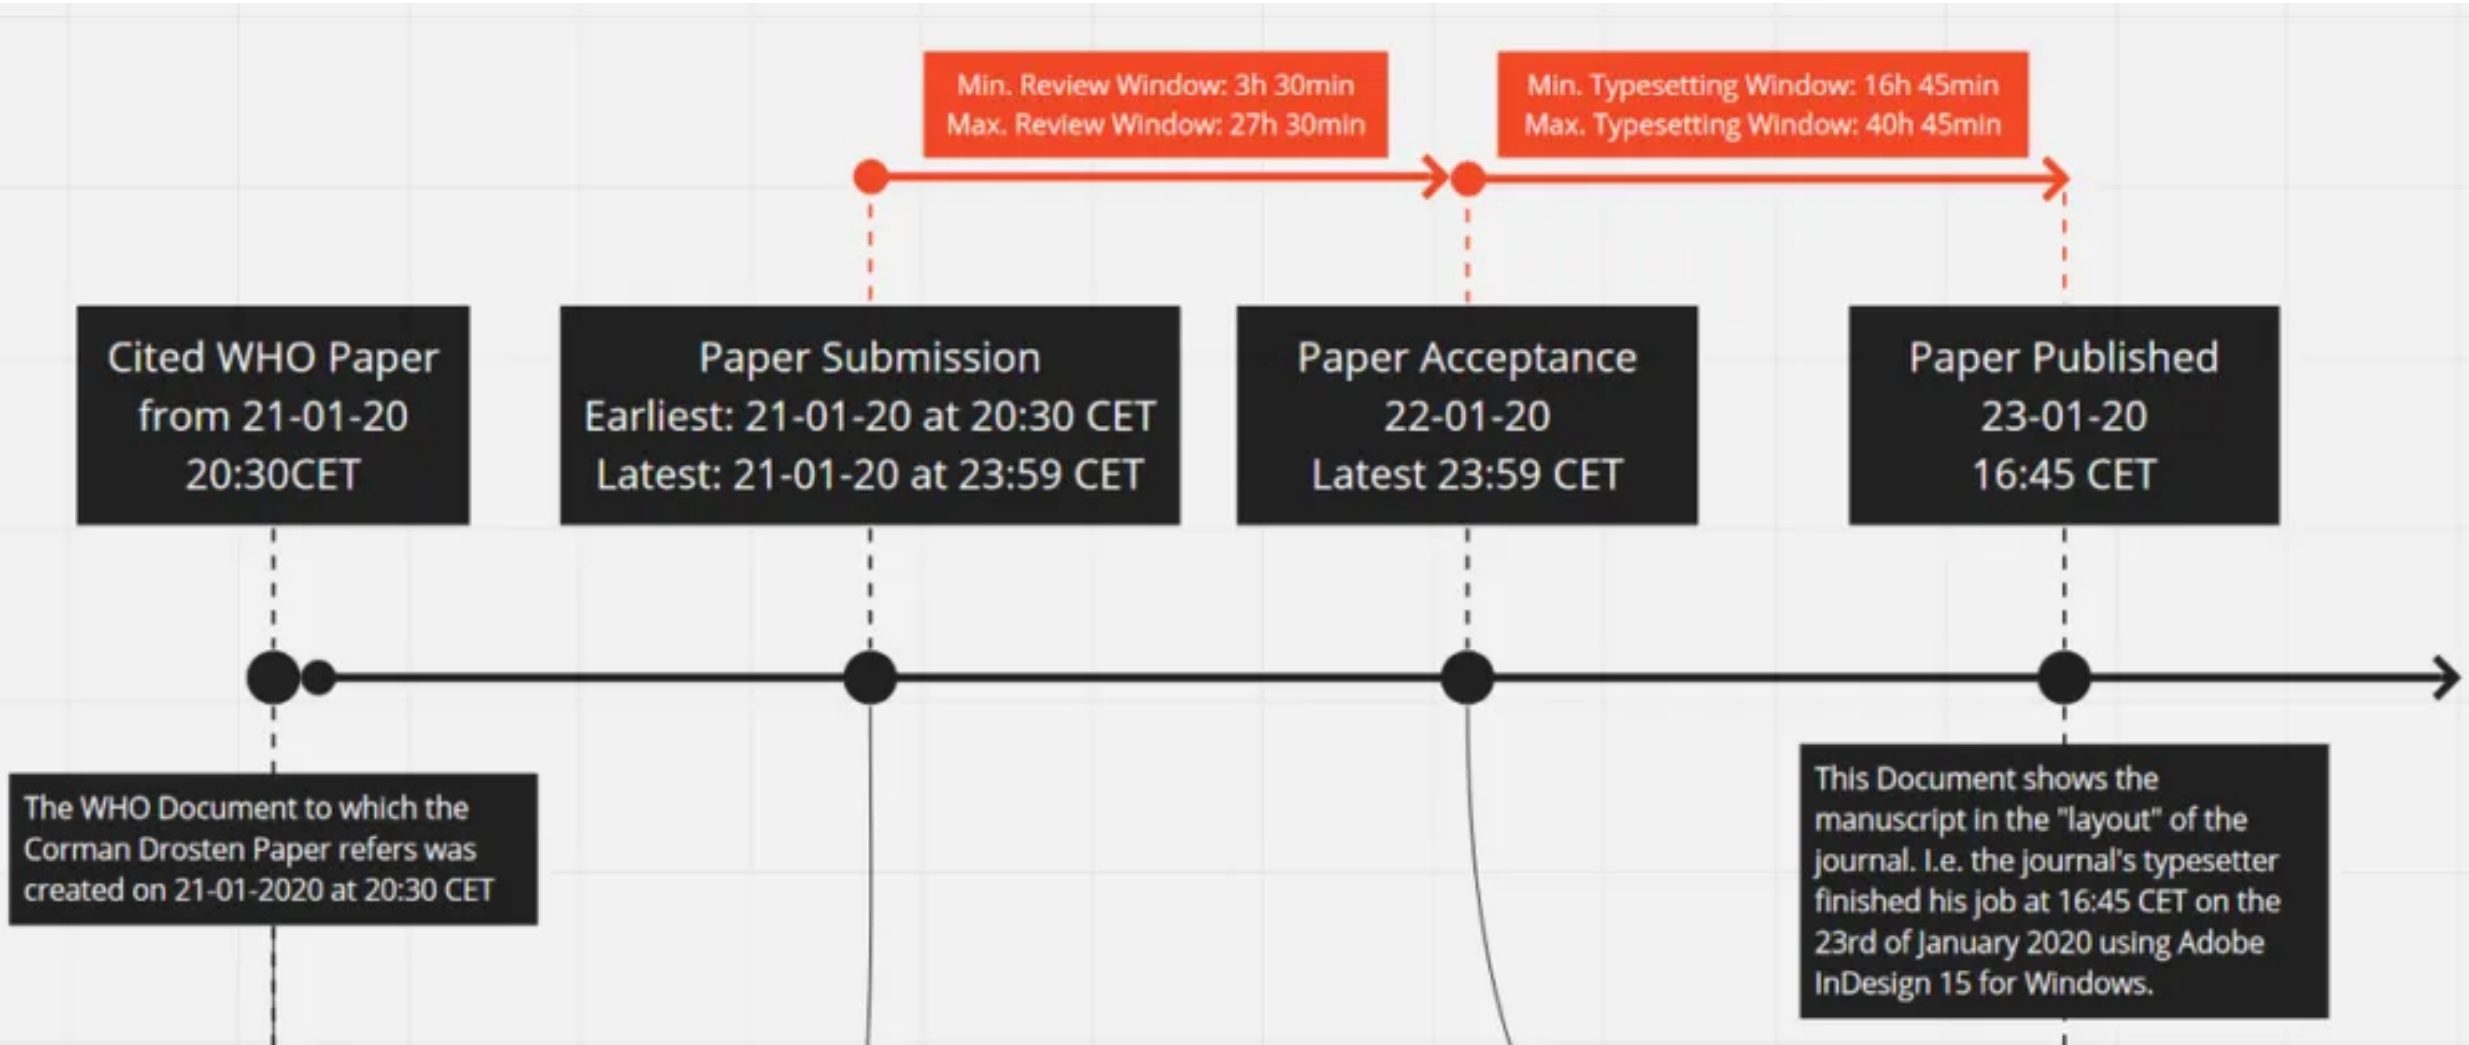 Min. Review Window: 3h 30min
Max. Review Window: 27h 30min
Min. Typesetting Window: 16h 45min
Max. Typesetting Window: 40h 45min
Cited WHO Paper
from 21-01-20
20:30CET
Paper Submission
Earliest: 21-01-20 at 20:30 CET
Latest: 21-01-20 at 23:59 CET
Paper Acceptance
22-01-20
Latest 23:59 CET
Paper Published
23-01-20
16:45 CET
The WHO Document to which the
Corman Drosten Paper refers was
created on 21-01-2020 at 20:30 CET
This Document shows the
manuscript in the "layout" of the
journal. I.e. the journal's typesetter
finished his job at 16:45 CET on the
23rd of January 2020 using Adobe
InDesign 15 for Windows.